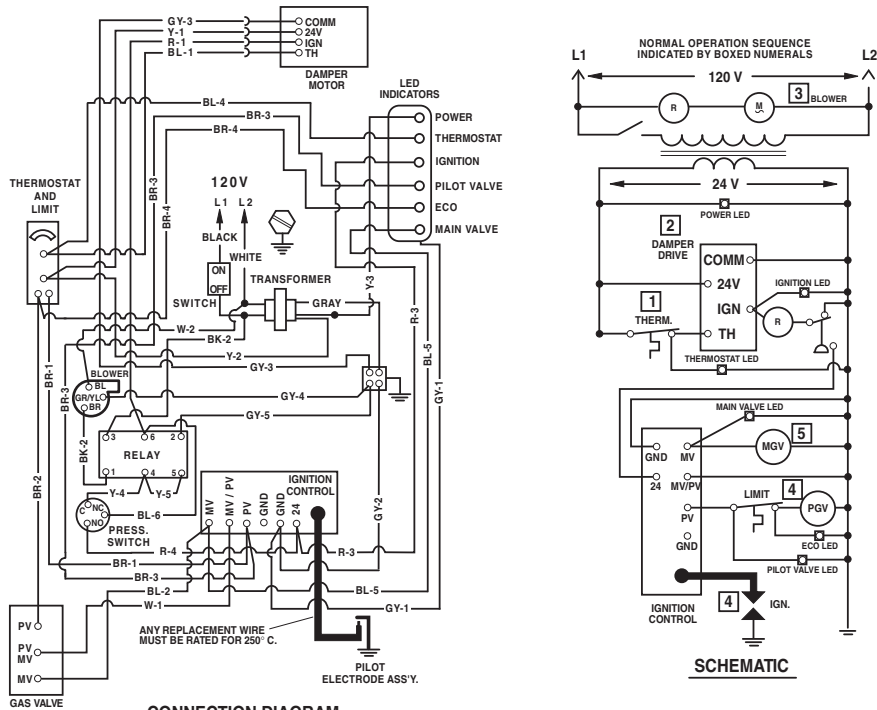 GY-3
Y-1
R-1
BL-1
COMM
24V
IGN
TH
DAMPER
MOTOR
LED
INDICATORS
POWER
THERMOSTAT
IGNITION
PILOT VALVE
ECO
MAIN VALVE
BL-4
BR-3
BR-4
BR-3
BR-4
THERMOSTAT
AND
LIMIT
120V
L1 L2
BLACK
WHITE
ON
OFF
SWITCH
TRANSFORMER
GRAY
Y-3
R-3
BL-5
GY-1
W-2
BK-2
Y-2
GY-3
GY-4
GY-5
BLOWER
BL
GR/YL
BR
BR-1
BR-3
BR-2
BK-2
3 6 2
RELAY
1 4 5
Y-4 Y-5
C NC
NO
BL-6
PRESS.
SWITCH
IGNITION
CONTROL
MV
MV / PV
PV
GND
GND
24
GY-2
R-4
R-3
BR-1
BR-3
BL-2
BL-5
W-1
GY-1
ANY REPLACEMENT WIRE
MUST BE RATED FOR 250° C.
PILOT
ELECTRODE ASS'Y.
PV
PV
MV
MV
GAS VALVE
CONNECTION DIAGRAM
NORMAL OPERATION SEQUENCE
INDICATED BY BOXED NUMERALS
L1
L2
120 V
R
M
3 BLOWER
24 V
POWER LED
2
DAMPER
DRIVE
COMM
24V
IGN
TH
IGNITION LED
R
1
THERM.
THERMOSTAT LED
MAIN VALVE LED
GND MV
MGV
5
24 MV/PV
PV
LIMIT
4
PGV
GND
ECO LED
PILOT VALVE LED
IGNITION
CONTROL
4
IGN.
SCHEMATIC